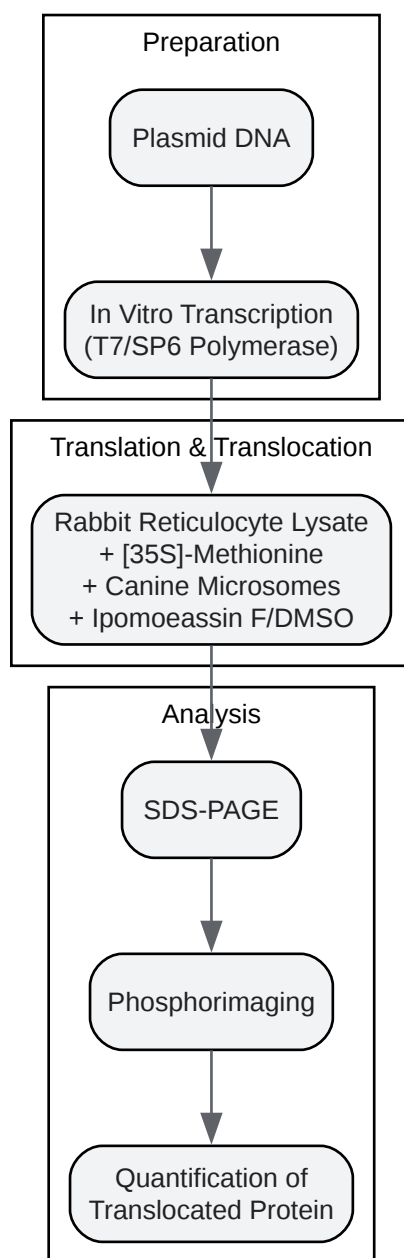 Preparation
Plasmid DNA
In Vitro Transcription
(T7/SP6 Polymerase)
Translation & Translocation
Rabbit Reticulocyte Lysate
+ [35S]-Methionine
+ Canine Microsomes
+ Ipomoeassin F/DMSO
Analysis
SDS-PAGE
Phosphorimaging
Quantification of
Translocated Protein